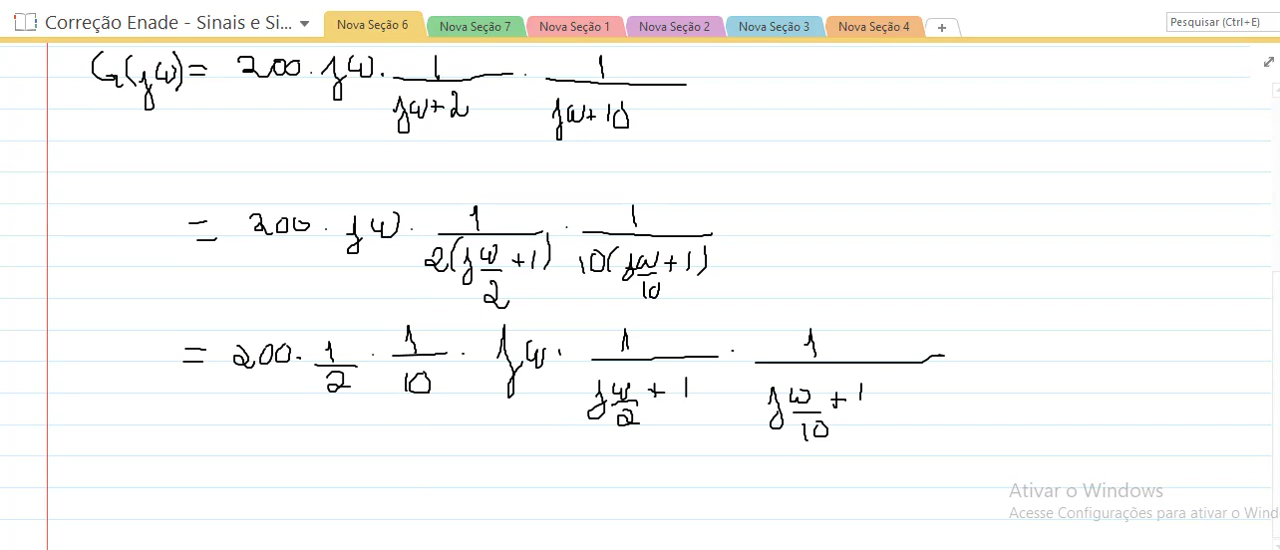 Correção Enade - Sinais e Si...
Nova Seção 6
Nova Seção 7
Nova Seção 1
Nova Seção 2
Nova Seção 3
Nova Seção 4
+
Pesquisar (Ctrl+E)
G(jω) = 200 · jω · 1/(jω+2) · 1/(jω+10)
= 200 · jω · 1/(2(jω/2 + 1)) · 1/(10(jω/10 + 1))
= 200 · 1/2 · 1/10 · jω · 1/(jω/2 + 1) · 1/(jω/10 + 1)
Ativar o Windows
Acesse Configurações para ativar o Wind